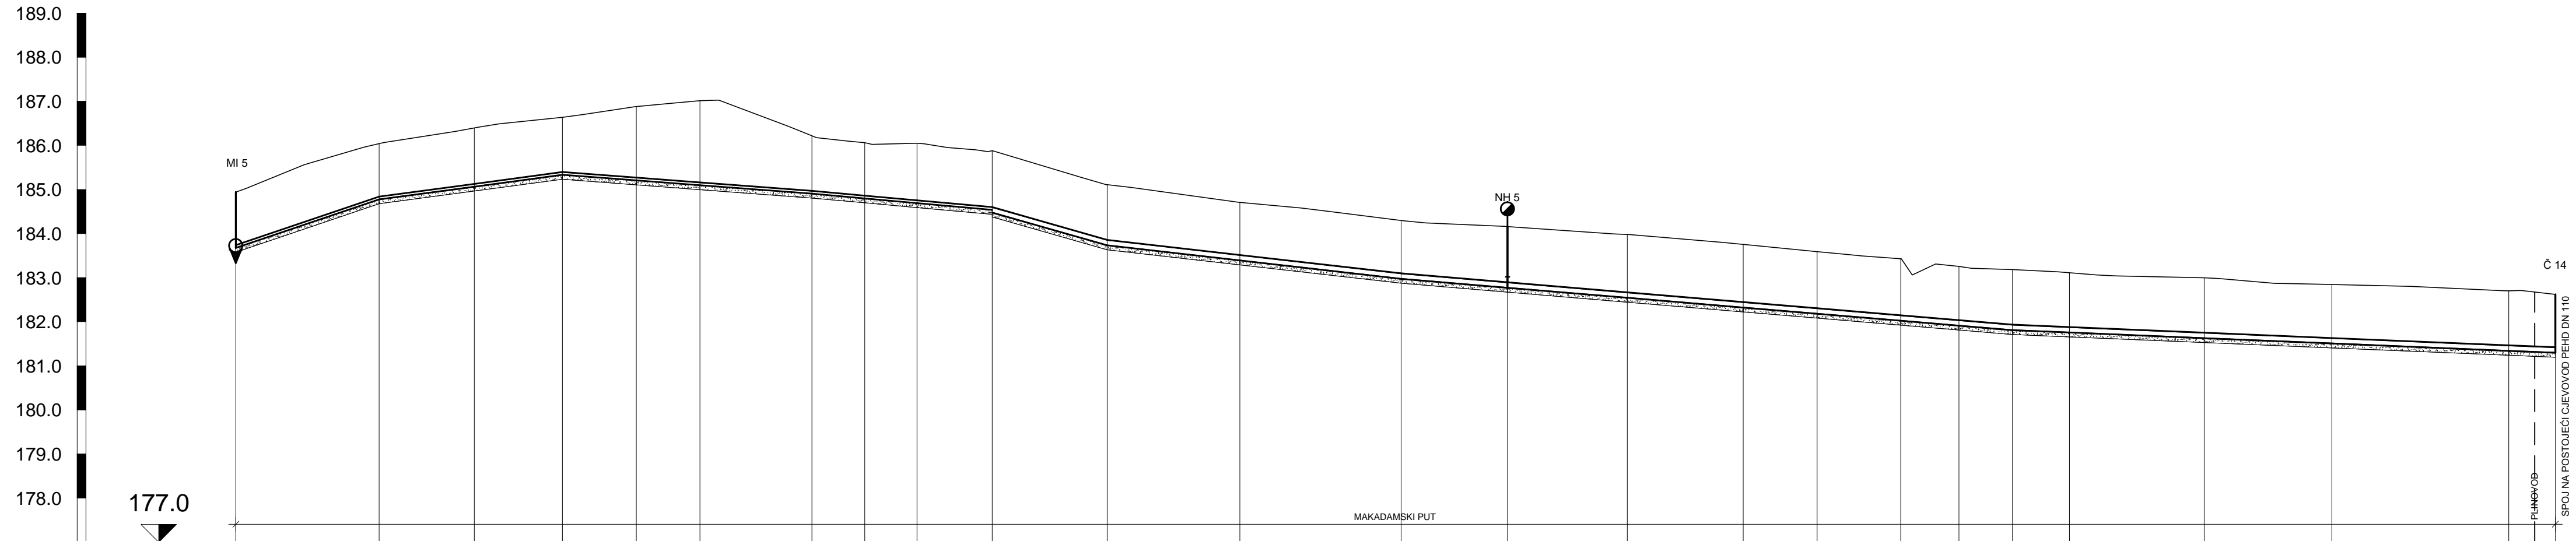 189.0
188.0
187.0
186.0
185.0
184.0
183.0
182.0
181.0
180.0
179.0
178.0
177.0
MI 5
NH 5
Č 14
MAKADAMSKI PUT
PLINOVOD
SPOJ NA POSTOJEĆI CJEVOVOD PEHD DN 110